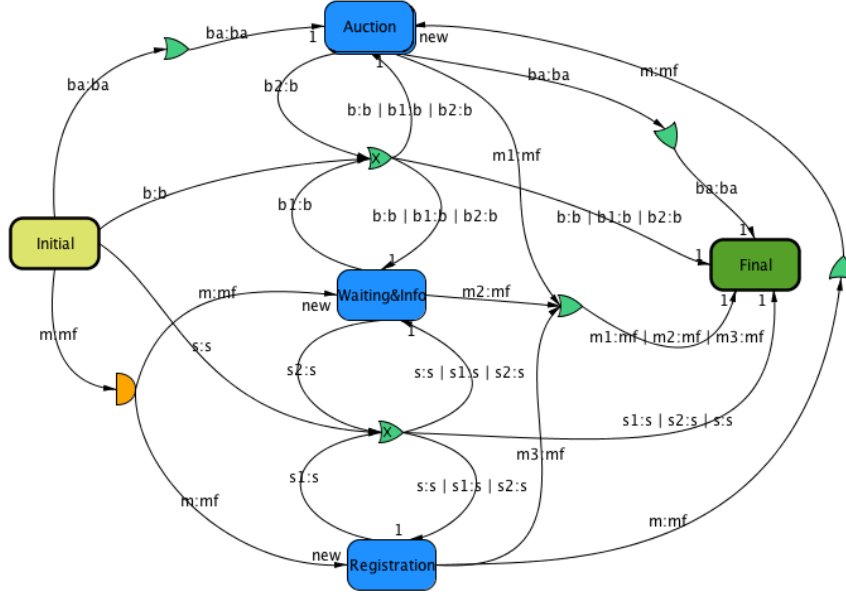 Auction
1
new
ba:ba
ba:ba
m:mf
ba:ba
b2:b
b:b | b1:b | b2:b
1
m1:mf
X
ba:ba
b:b
b1:b
b:b | b1:b | b2:b
b:b | b1:b | b2:b
1
1
Initial
1
Final
m:mf
Waiting&Info
new
m2:mf
1
1
m:mf
s:s
1
m1:mf | m2:mf | m3:mf
s2:s
s:s | s1:s | s2:s
s1:s | s2:s | s:s
X
m3:mf
s1:s
s:s | s1:s | s2:s
m:mf
m:mf
1
new
Registration